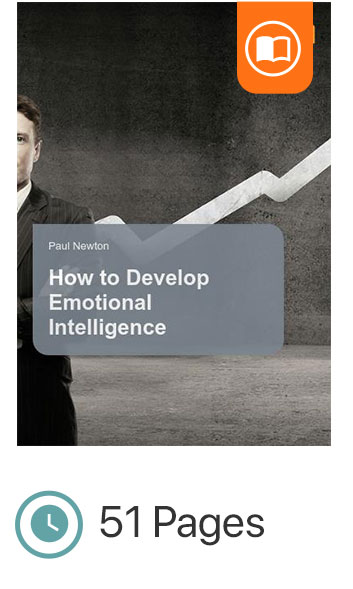 Paul Newton
How to Develop
Emotional
Intelligence
51 Pages